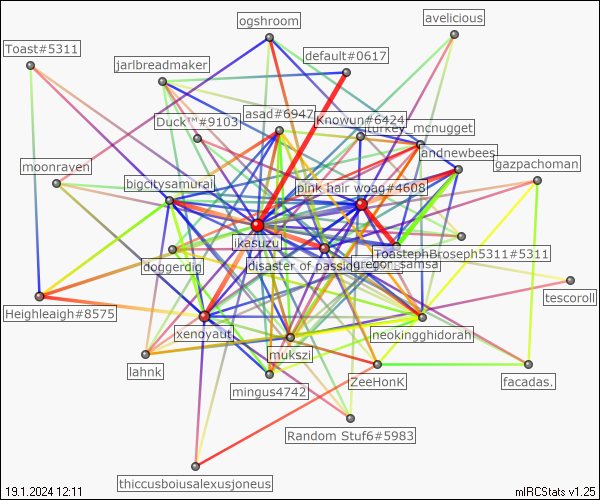 ogshroom
avelicious
Toast#5311
default#0617
jarlbreadmaker
asad#6947
Duck™#9103
Knowun#6424
turkey_mcnugget
andnewbees
gazpachoman
moonraven
bigcitysamurai
pink hair woag#4608
ikasuzu
ToastephBroseph5311#5311
doggerdig
disaster of passion
gregor_samsa
tescoroll
Heighleaigh#8575
xenoyaut
neokingghidorah
mukszi
lahnk
mingus4742
ZeeHonK
facadas.
Random Stuf6#5983
thiccusboiusalexusjoneus
19.1.2024 12:11
mIRCStats v1.25